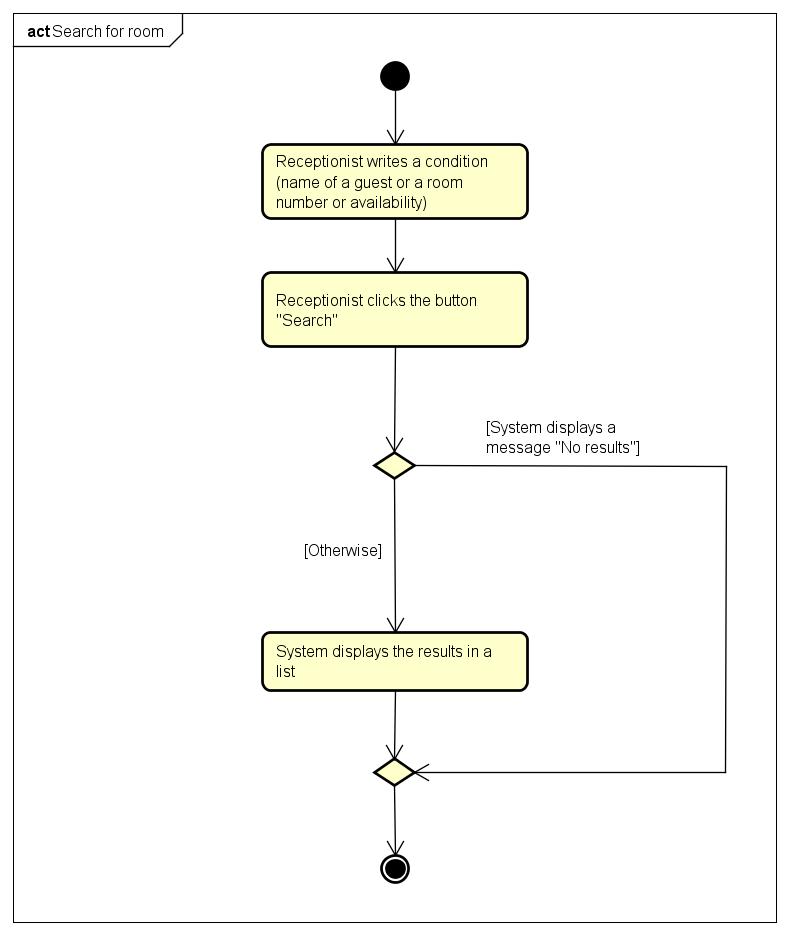 act Search for room
Receptionist writes a condition
(name of a guest or a room
number or availability)
Receptionist clicks the button
"Search"
[System displays a
message "No results"]
[Otherwise]
System displays the results in a
list